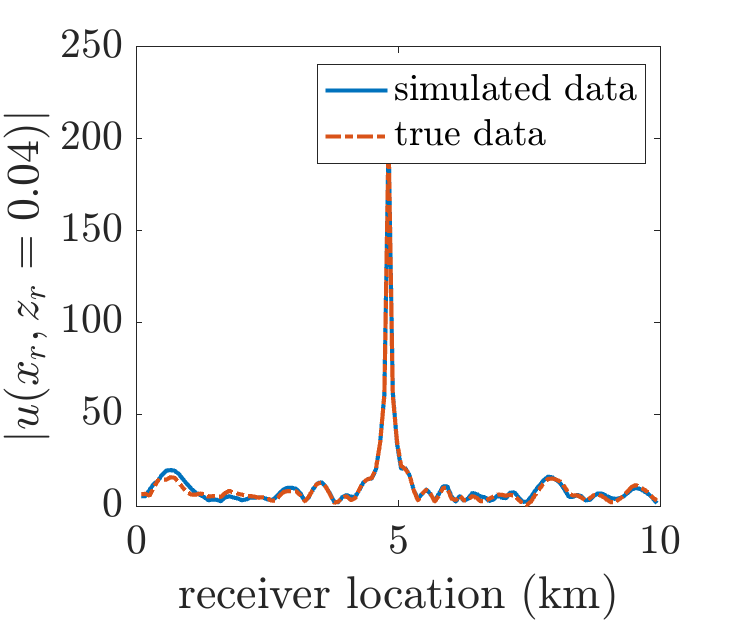 250
200
150
100
50
0
|u(x_r, z_r = 0.04)|
simulated data
true data
0 5 10
receiver location (km)